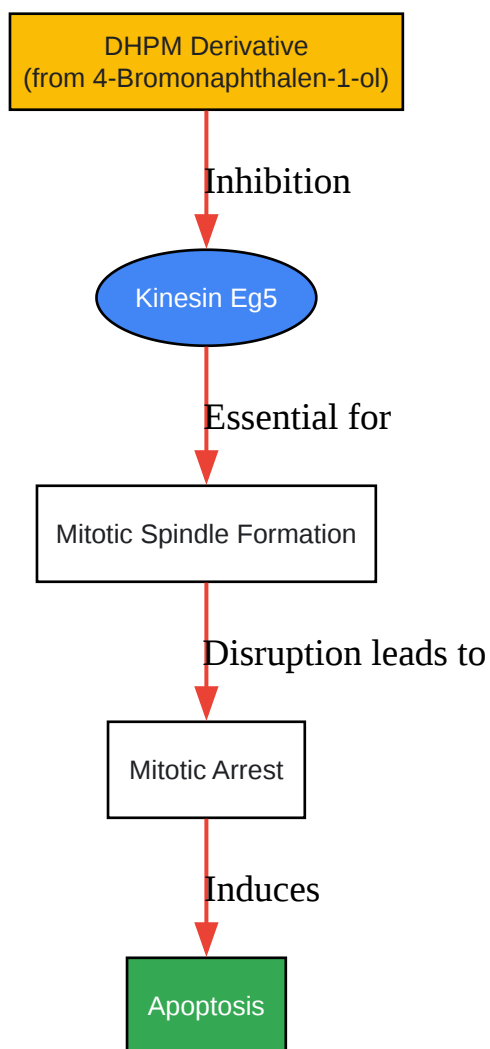 DHPM Derivative
(from 4-Bromonaphthalen-1-ol)
Inhibition
Kinesin Eg5
Essential for
Mitotic Spindle Formation
Disruption leads to
Mitotic Arrest
Induces
Apoptosis